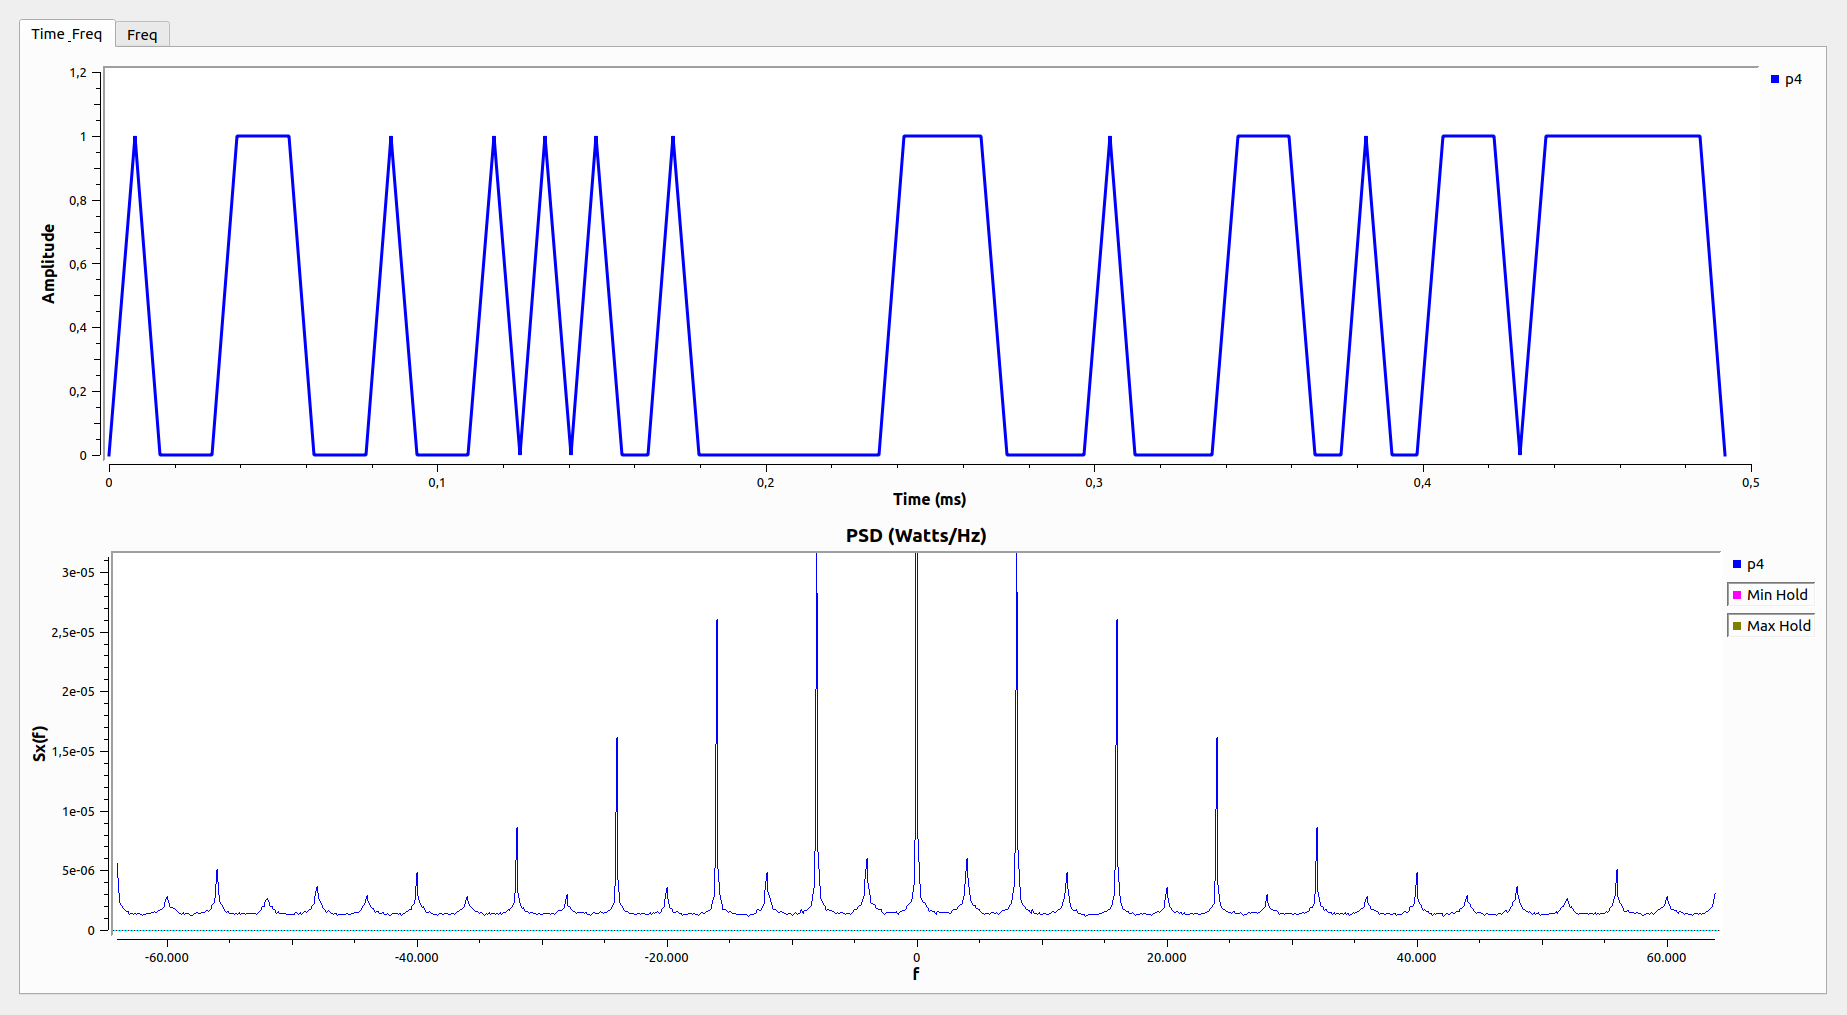 Time_Freq
Freq
1,2
1
0,8
0,6
0,4
0,2
0
Amplitude
0
0,1
0,2
0,3
0,4
0,5
Time (ms)
p4
PSD (Watts/Hz)
3e-05
2,5e-05
2e-05
1,5e-05
1e-05
5e-06
0
Sx(f)
-60.000
-40.000
-20.000
0
20.000
40.000
60.000
f
p4
Min Hold
Max Hold